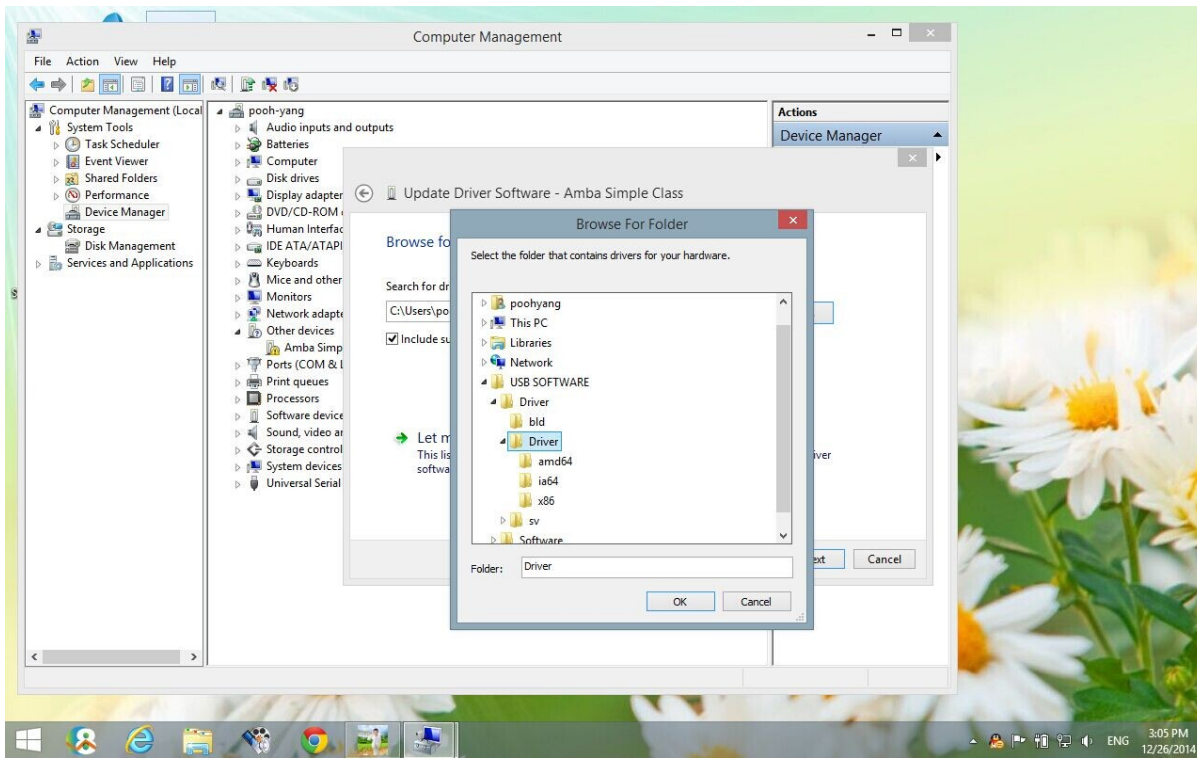 Computer Management
File Action View Help
Computer Management (Local
System Tools
Task Scheduler
Event Viewer
Shared Folders
Performance
Device Manager
Storage
Disk Management
Services and Applications
pooh-yang
Audio inputs and outputs
Batteries
Computer
Disk drives
Display adapter
DVD/CD-ROM
Human Interfac
IDE ATA/ATAPI
Keyboards
Mice and other
Monitors
Network adapte
Other devices
Amba Simp
Ports (COM & L
Print queues
Processors
Software device
Sound, video an
Storage control
System devices
Universal Serial
Actions
Device Manager
Update Driver Software - Amba Simple Class
Browse fo
Search for dr
C:\Users\po
Include su
Let m
This lis
softwa
iver
ext
Cancel
Browse For Folder
Select the folder that contains drivers for your hardware.
poohyang
This PC
Libraries
Network
USB SOFTWARE
Driver
bld
Driver
amd64
ia64
x86
sv
Software
Folder: Driver
OK Cancel
ENG
3:05 PM
12/26/2014